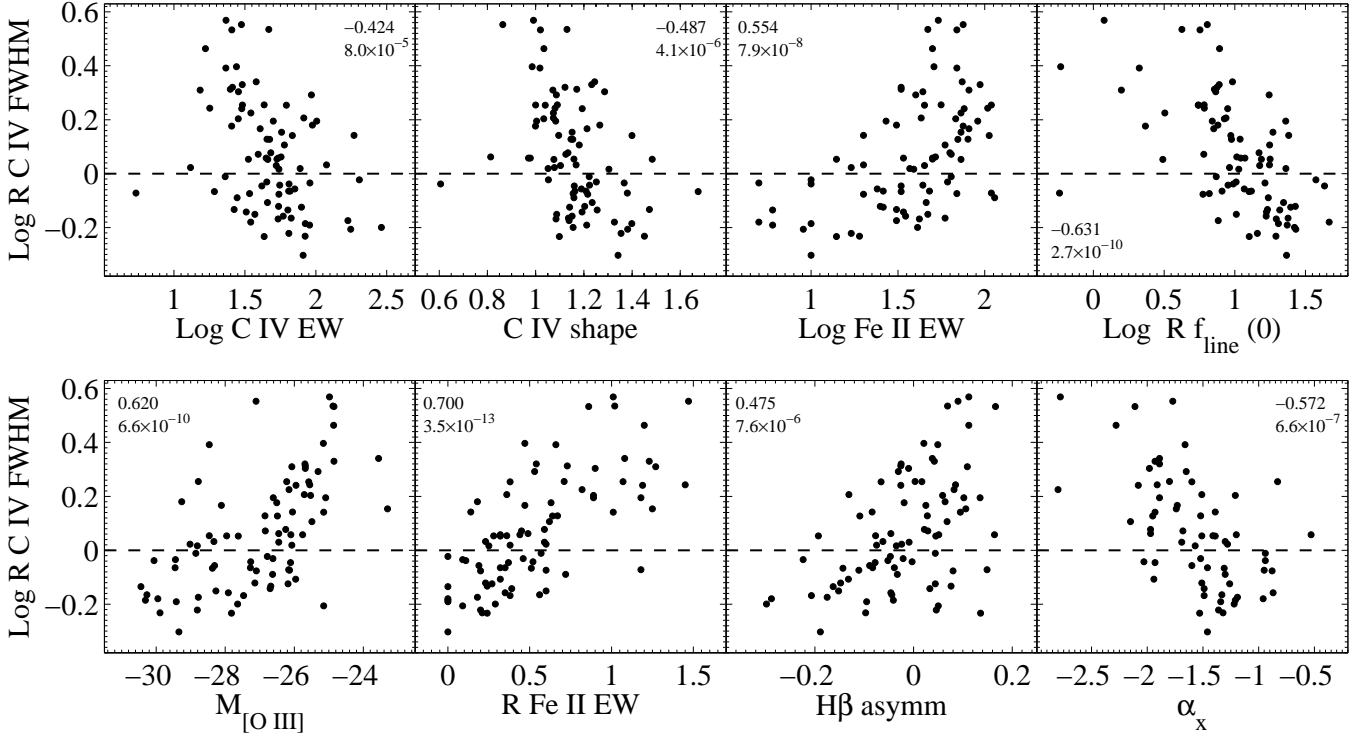 Log R C IV FWHM
0.6
0.4
0.2
0
−0.2
−0.424
8.0×10−5
1 1.5 2 2.5
Log C IV EW
−0.487
4.1×10−6
0.6 0.8 1 1.2 1.4 1.6
C IV shape
0.554
7.9×10−8
1 1.5 2
Log Fe II EW
−0.631
2.7×10−10
0 0.5 1 1.5
Log R fline (0)
Log R C IV FWHM
0.6
0.4
0.2
0
−0.2
0.620
6.6×10−10
−30 −28 −26 −24
M[O III]
0.700
3.5×10−13
0 0.5 1 1.5
R Fe II EW
0.475
7.6×10−6
−0.2 0 0.2
Hβ asymm
−0.572
6.6×10−7
−2.5 −2 −1.5 −1 −0.5
αx